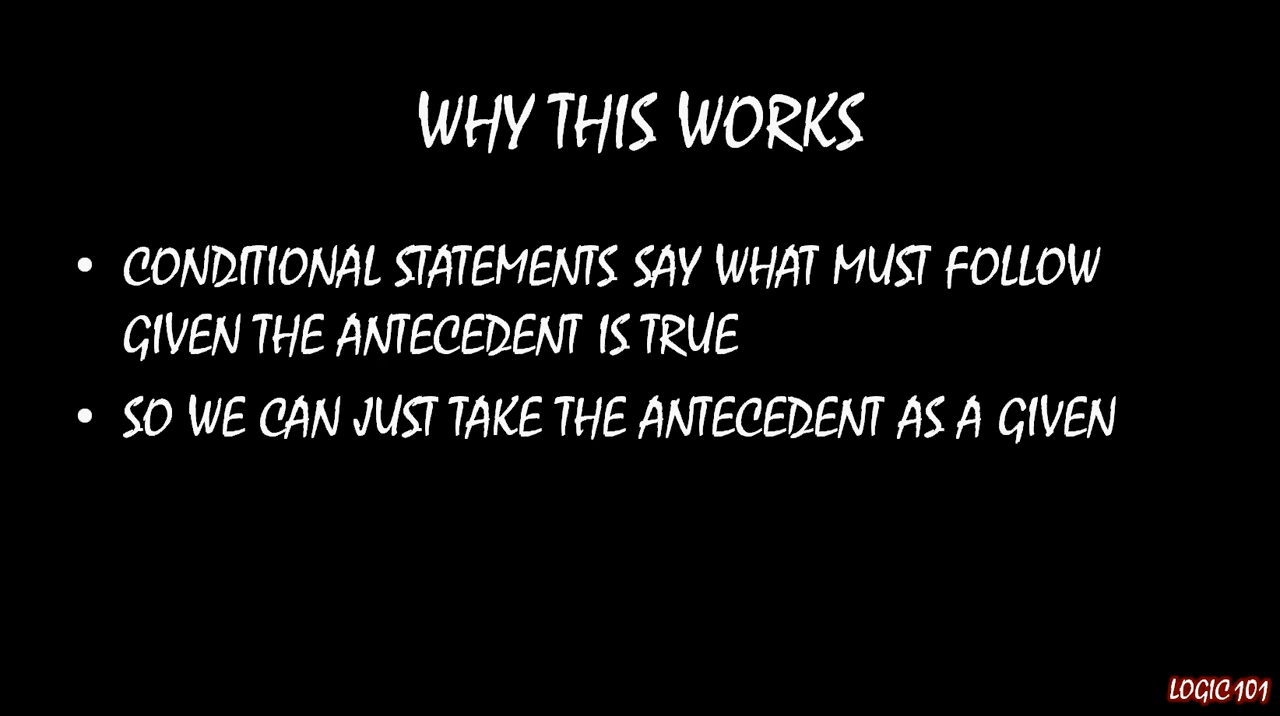 WHY THIS WORKS
• CONDITIONAL STATEMENTS SAY WHAT MUST FOLLOW
GIVEN THE ANTECEDENT IS TRUE
• SO WE CAN JUST TAKE THE ANTECEDENT AS A GIVEN
LOGIC 101